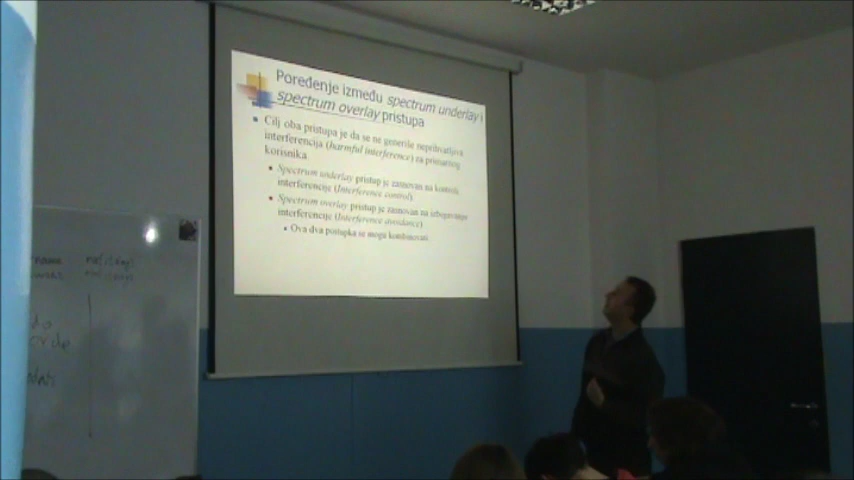 Poređenje između spectrum underlay i
spectrum overlay pristupa
Cilj oba pristupa je da se ne generiše neprihvatljiva
interferencija (harmful interference) za primarnog
korisnika.
Spectrum underlay pristup je zasnovan na kontroli
interferencije (Interference control).
Spectrum overlay pristup je zasnovan na izbegavanju
interferencije (Interference avoidance)
Ova dva postupka se mogu kombinovati.